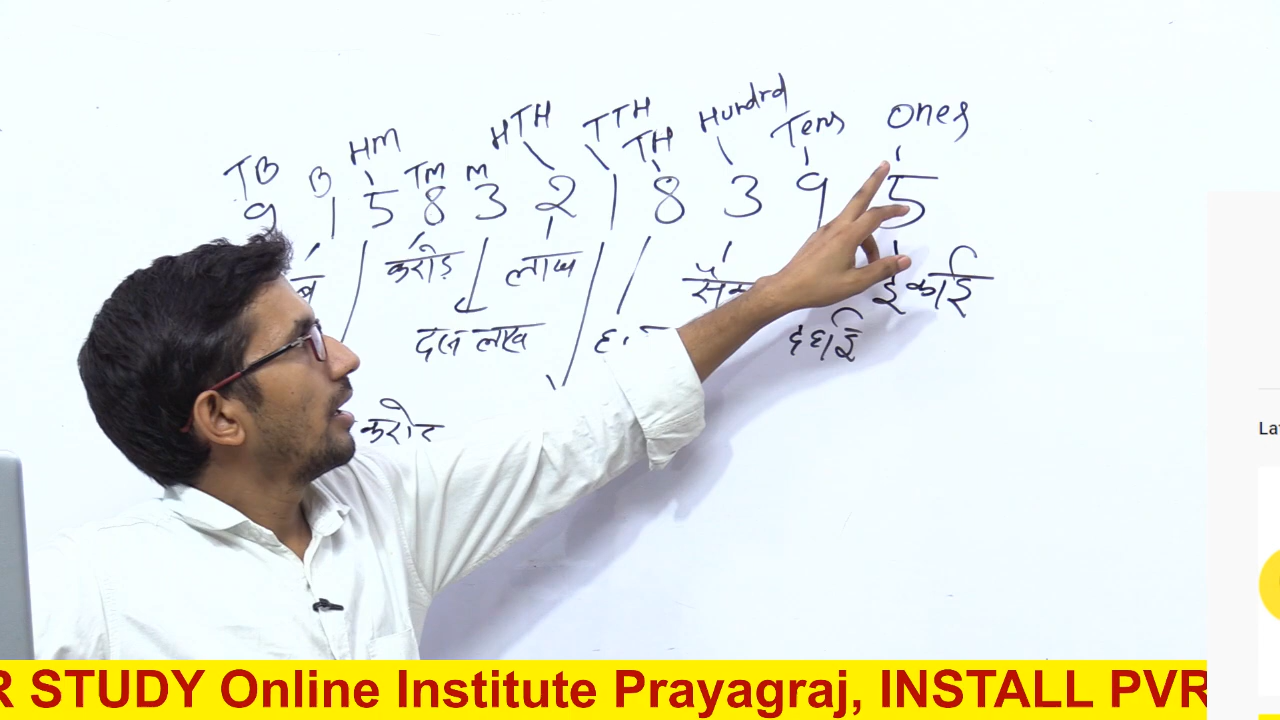 TB B HM TM M HTH TTH TH Hundrd Tens Ones
9 1 5 8 3 2 1 8 3 9 5
करोड़ लाख इकाई
दस लाख दहाई
करोड़
R STUDY Online Institute Prayagraj, INSTALL PVR